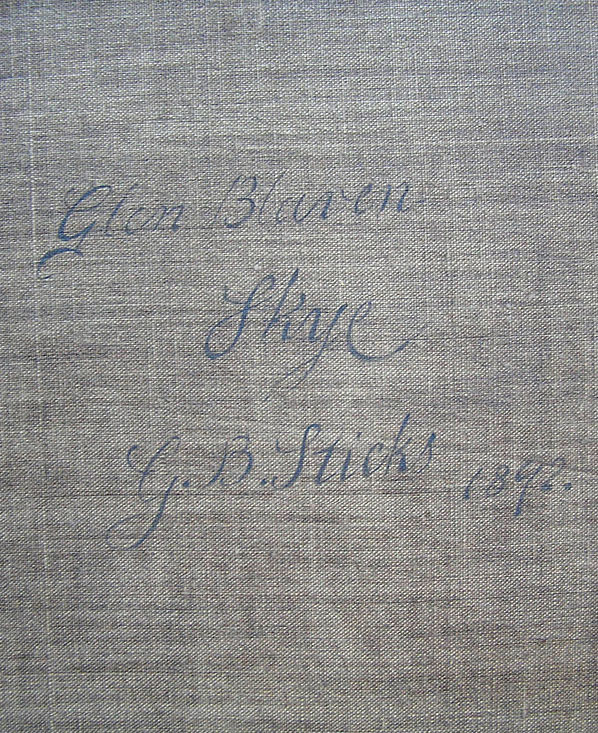 Glen Blaven
Skye
G. B. Sticks 1892.